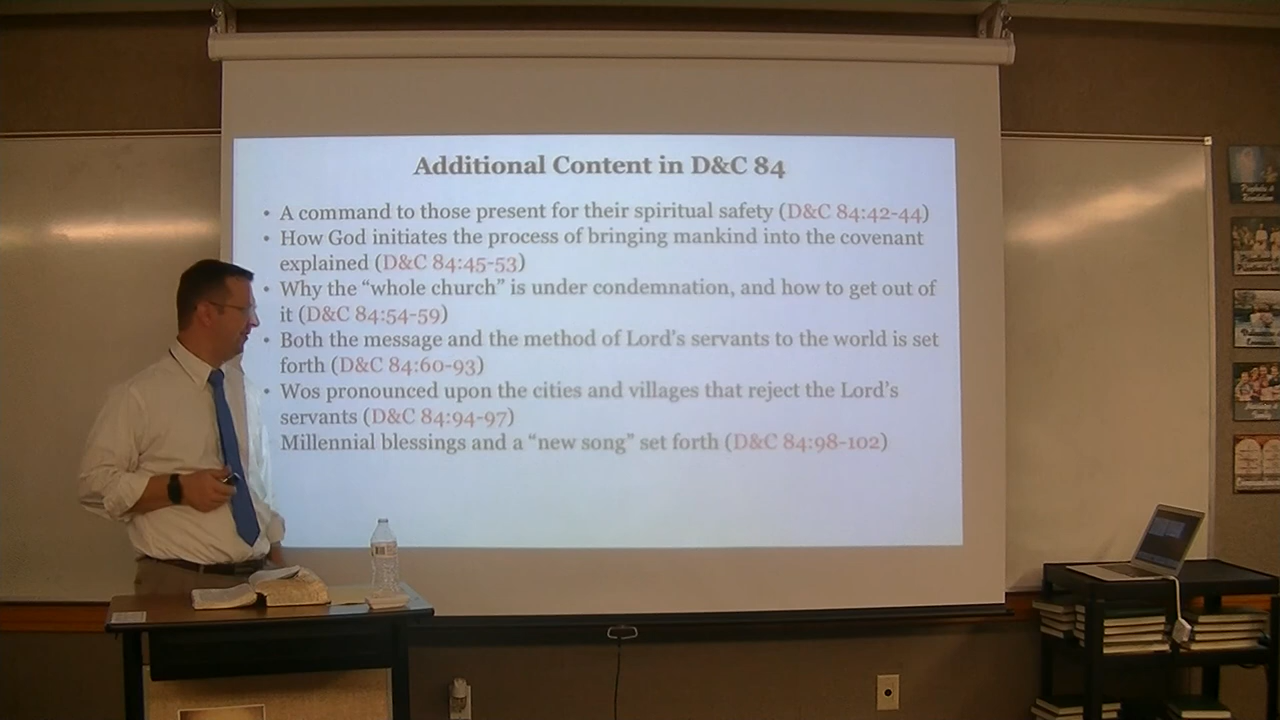 Additional Content in D&C 84
• A command to those present for their spiritual safety (D&C 84:42-44)
• How God initiates the process of bringing mankind into the covenant
explained (D&C 84:45-53)
• Why the “whole church” is under condemnation, and how to get out of
it (D&C 84:54-59)
• Both the message and the method of Lord’s servants to the world is set
forth (D&C 84:60-93)
• Wos pronounced upon the cities and villages that reject the Lord’s
servants (D&C 84:94-97)
Millennial blessings and a “new song” set forth (D&C 84:98-102)